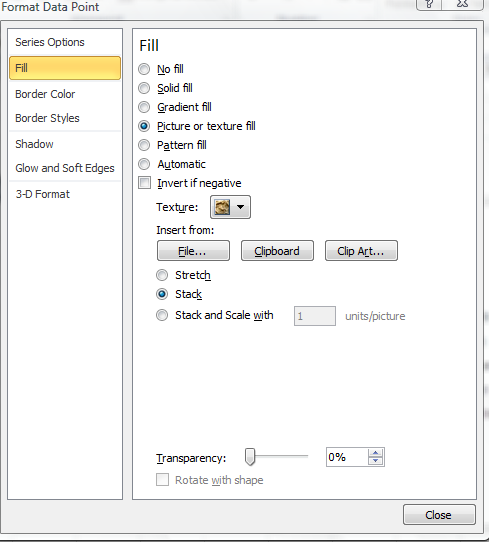 Format Data Point
?
Series Options
Fill
Border Color
Border Styles
Shadow
Glow and Soft Edges
3-D Format
Fill
No fill
Solid fill
Gradient fill
Picture or texture fill
Pattern fill
Automatic
Invert if negative
Texture:
Insert from:
File... Clipboard Clip Art...
Stretch
Stack
Stack and Scale with 1 units/picture
Transparency: 0%
Rotate with shape
Close